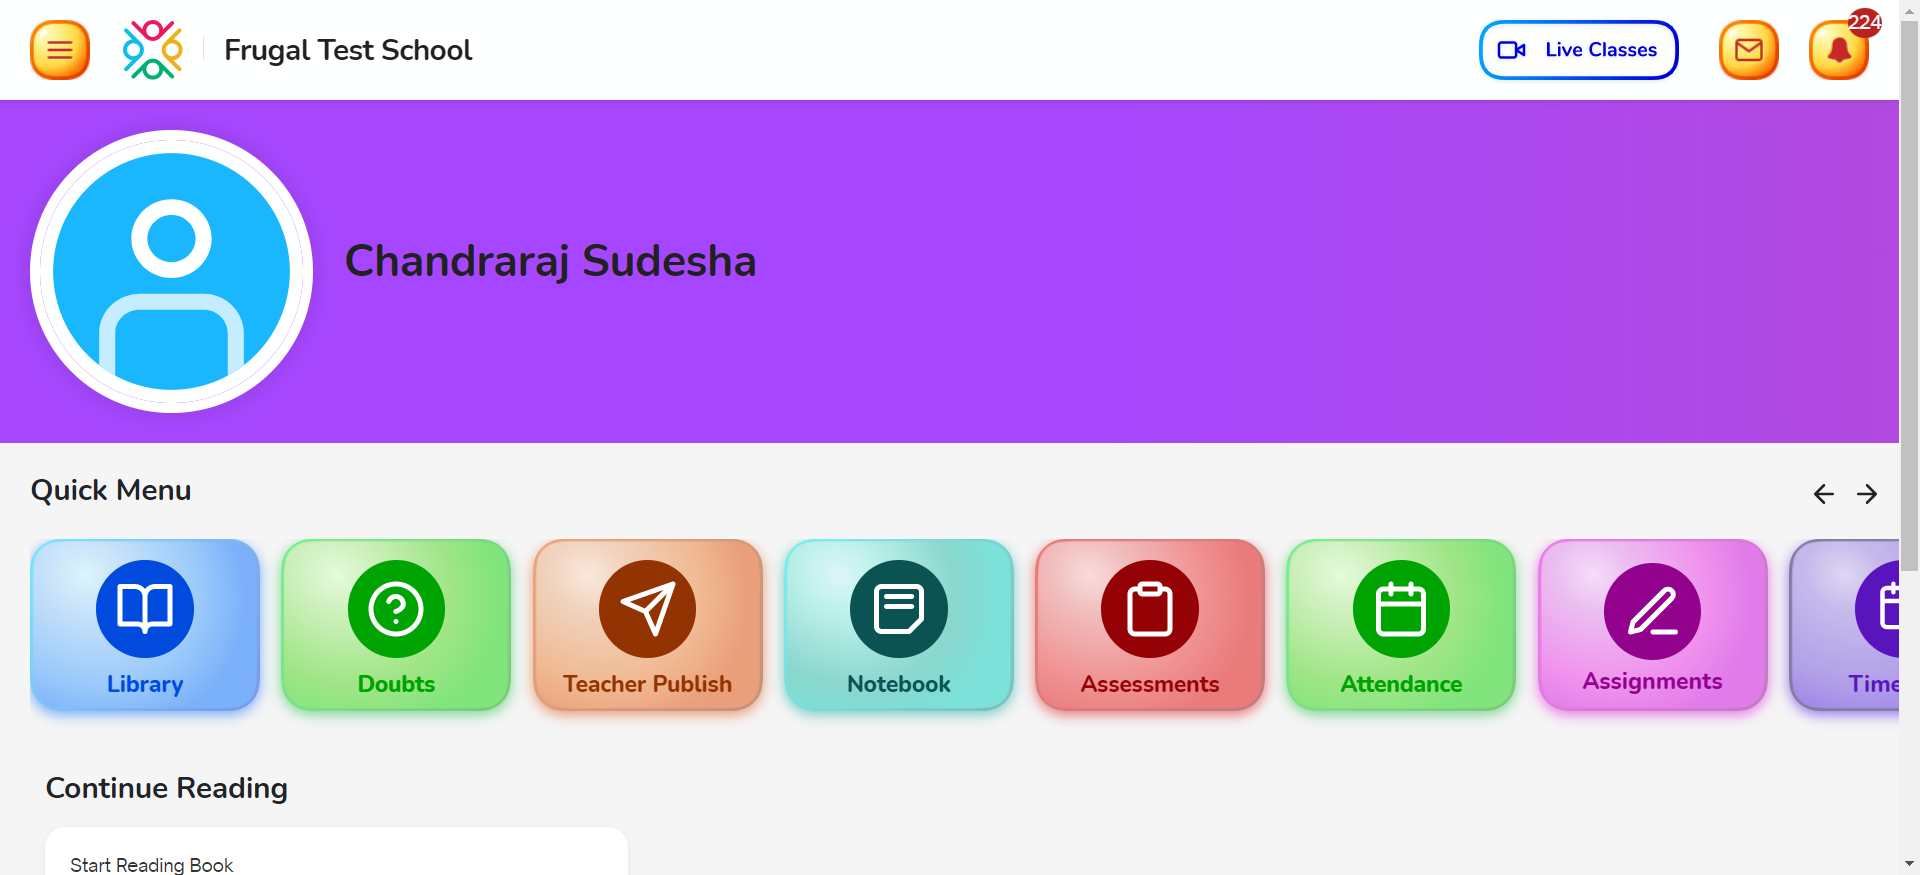 Frugal Test School
Live Classes
224
Chandraraj Sudesha
Quick Menu
Library
Doubts
Teacher Publish
Notebook
Assessments
Attendance
Assignments
Time
Continue Reading
Start Reading Book